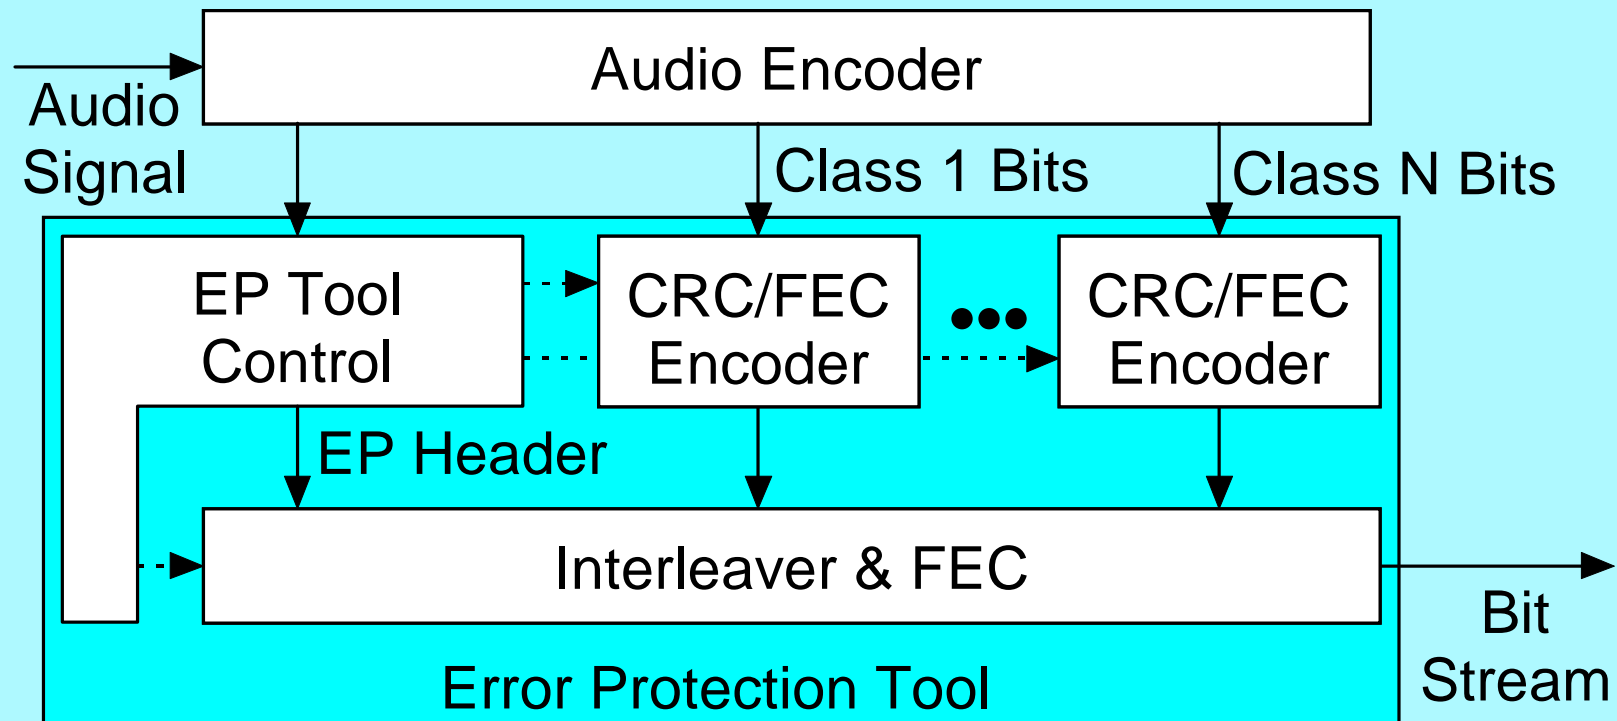 Audio Encoder
Audio
Signal
Class 1 Bits
Class N Bits
EP Tool
Control
CRC/FEC
Encoder
•••
CRC/FEC
Encoder
EP Header
Interleaver & FEC
Bit
Stream
Error Protection Tool